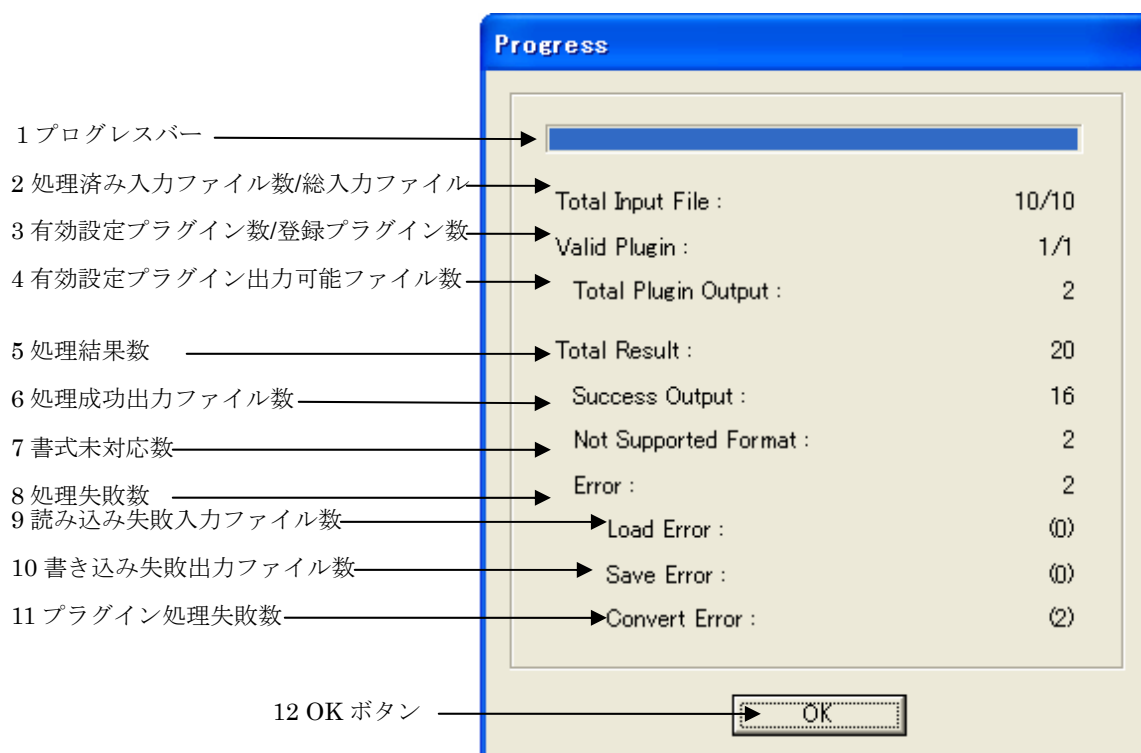 Progress
1 プログレスバー
2 処理済み入力ファイル数/総入力ファイル
Total Input File : 10/10
3 有効設定プラグイン数/登録プラグイン数
Valid Plugin : 1/1
4 有効設定プラグイン出力可能ファイル数
Total Plugin Output : 2
5 処理結果数
Total Result : 20
6 処理成功出力ファイル数
Success Output : 16
7 書式未対応数
Not Supported Format : 2
8 処理失敗数
Error : 2
9 読み込み失敗入力ファイル数
Load Error : (0)
10 書き込み失敗出力ファイル数
Save Error : (0)
11 プラグイン処理失敗数
Convert Error : (2)
12 OK ボタン
OK